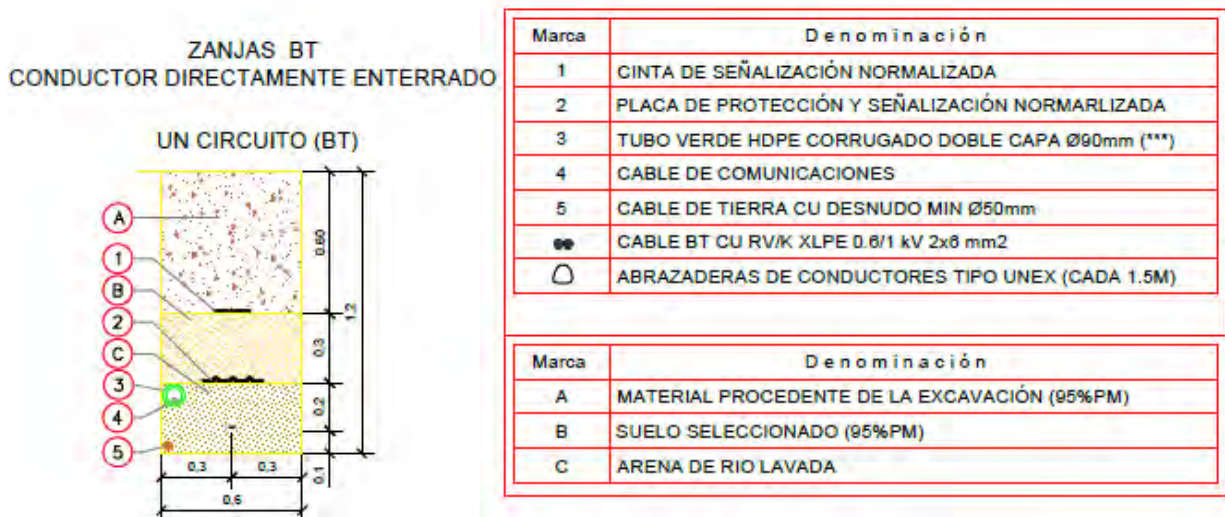 ZANJAS BT
CONDUCTOR DIRECTAMENTE ENTERRADO
UN CIRCUITO (BT)
A
1
B
2
C
3
4
5
0.60
1.2
0.3
0.2
0.1
0.3 0.3
0.6
Marca Denominación
1 CINTA DE SEÑALIZACIÓN NORMALIZADA
2 PLACA DE PROTECCIÓN Y SEÑALIZACIÓN NORMARLIZADA
3 TUBO VERDE HDPE CORRUGADO DOBLE CAPA Ø90mm (***)
4 CABLE DE COMUNICACIONES
5 CABLE DE TIERRA CU DESNUDO MIN Ø50mm
CABLE BT CU RV/K XLPE 0.6/1 kV 2x6 mm2
ABRAZADERAS DE CONDUCTORES TIPO UNEX (CADA 1.5M)
Marca Denominación
A MATERIAL PROCEDENTE DE LA EXCAVACIÓN (95%PM)
B SUELO SELECCIONADO (95%PM)
C ARENA DE RIO LAVADA